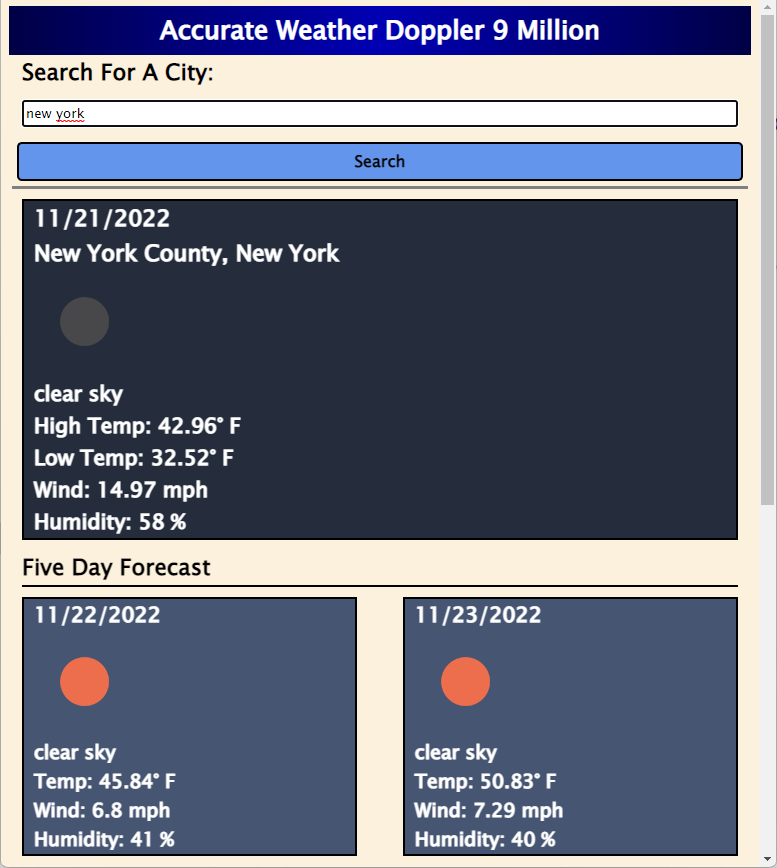 Accurate Weather Doppler 9 Million
Search For A City:
new york
Search
11/21/2022
New York County, New York
clear sky
High Temp: 42.96° F
Low Temp: 32.52° F
Wind: 14.97 mph
Humidity: 58 %
Five Day Forecast
11/22/2022
clear sky
Temp: 45.84° F
Wind: 6.8 mph
Humidity: 41 %
11/23/2022
clear sky
Temp: 50.83° F
Wind: 7.29 mph
Humidity: 40 %